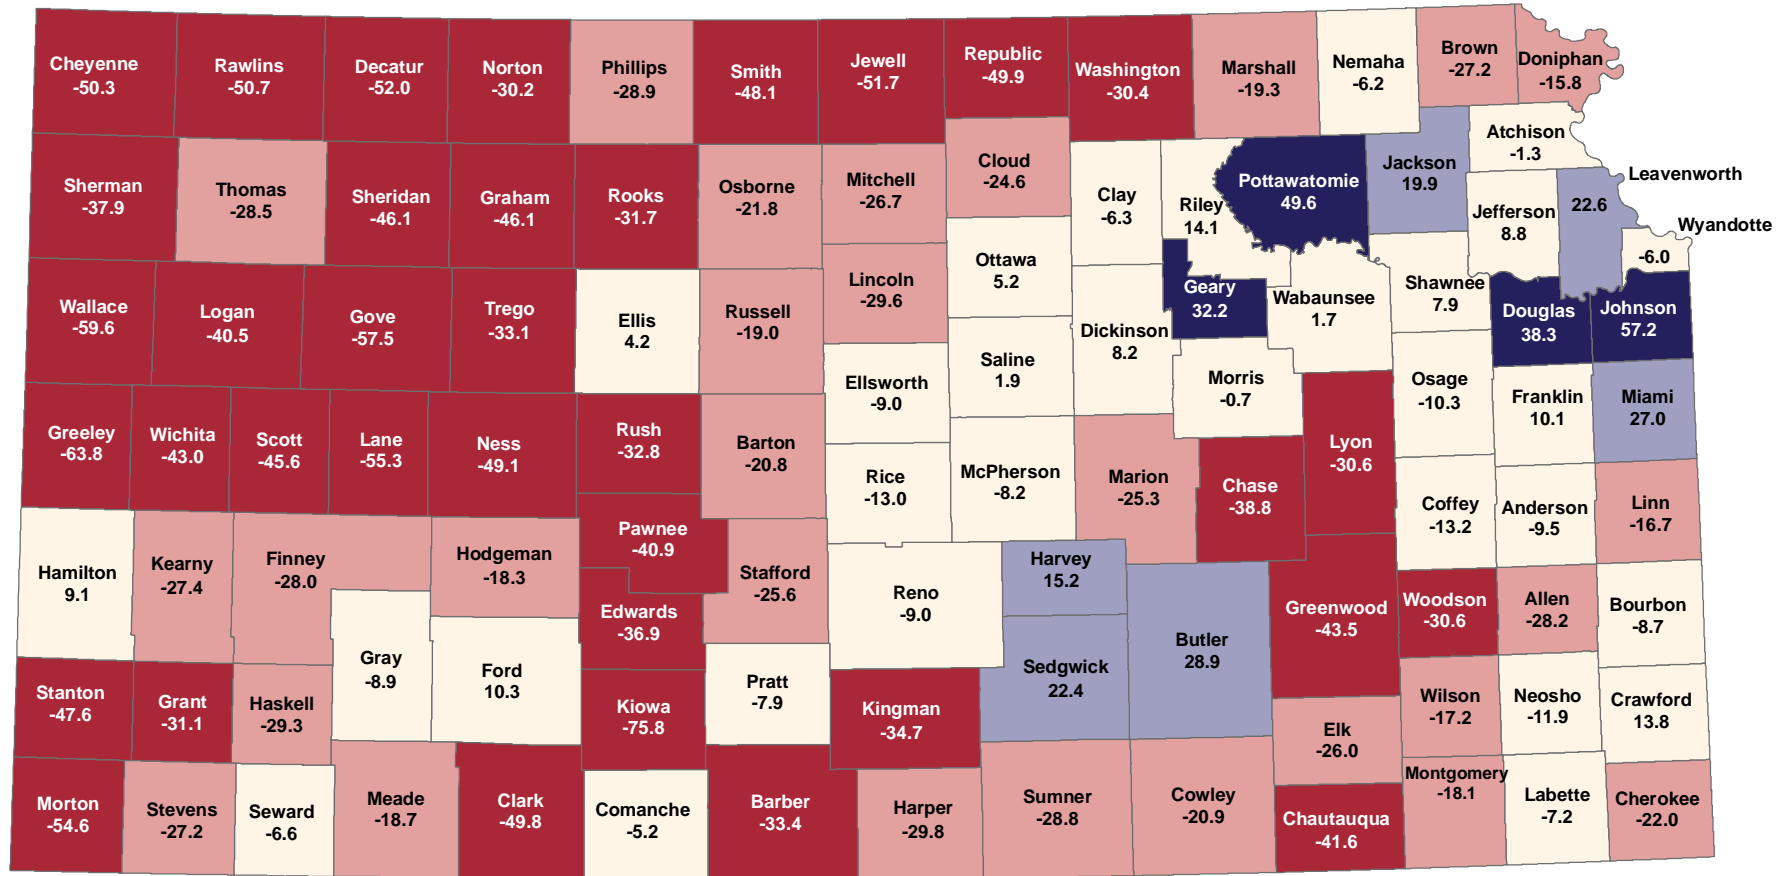 Cheyenne
-50.3
Rawlins
-50.7
Decatur
-52.0
Norton
-30.2
Phillips
-28.9
Smith
-48.1
Jewell
-51.7
Republic
-49.9
Washington
-30.4
Marshall
-19.3
Nemaha
-6.2
Brown
-27.2
Doniphan
-15.8
Sherman
-37.9
Thomas
-28.5
Sheridan
-46.1
Graham
-46.1
Rooks
-31.7
Osborne
-21.8
Mitchell
-26.7
Cloud
-24.6
Clay
-6.3
Riley
14.1
Pottawatomie
49.6
Jackson
19.9
Atchison
-1.3
Jefferson
8.8
Leavenworth
22.6
Wyandotte
-6.0
Wallace
-59.6
Logan
-40.5
Gove
-57.5
Trego
-33.1
Ellis
4.2
Russell
-19.0
Lincoln
-29.6
Ottawa
5.2
Saline
1.9
Dickinson
8.2
Geary
32.2
Wabaunsee
1.7
Shawnee
7.9
Douglas
38.3
Johnson
57.2
Greeley
-63.8
Wichita
-43.0
Scott
-45.6
Lane
-55.3
Ness
-49.1
Rush
-32.8
Barton
-20.8
Ellsworth
-9.0
Rice
-13.0
McPherson
-8.2
Marion
-25.3
Morris
-0.7
Chase
-38.8
Lyon
-30.6
Osage
-10.3
Franklin
10.1
Miami
27.0
Coffey
-13.2
Anderson
-9.5
Linn
-16.7
Hamilton
9.1
Kearny
-27.4
Finney
-28.0
Hodgeman
-18.3
Pawnee
-40.9
Edwards
-36.9
Stafford
-25.6
Reno
-9.0
Harvey
15.2
Sedgwick
22.4
Butler
28.9
Greenwood
-43.5
Woodson
-30.6
Allen
-28.2
Bourbon
-8.7
Stanton
-47.6
Grant
-31.1
Haskell
-29.3
Gray
-8.9
Ford
10.3
Kiowa
-75.8
Pratt
-7.9
Kingman
-34.7
Elk
-26.0
Wilson
-17.2
Neosho
-11.9
Crawford
13.8
Morton
-54.6
Stevens
-27.2
Seward
-6.6
Meade
-18.7
Clark
-49.8
Comanche
-5.2
Barber
-33.4
Harper
-29.8
Sumner
-28.8
Cowley
-20.9
Chautauqua
-41.6
Montgomery
-18.1
Labette
-7.2
Cherokee
-22.0